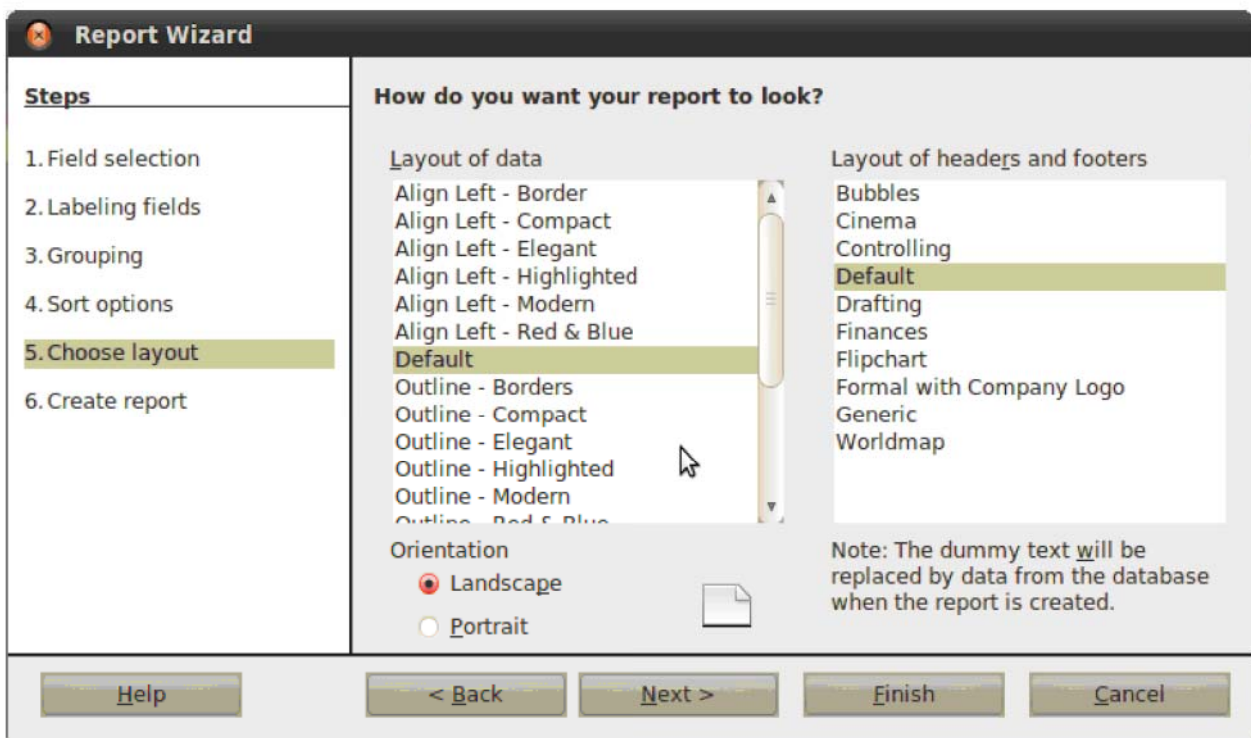 Report Wizard
Steps
1. Field selection
2. Labeling fields
3. Grouping
4. Sort options
5. Choose layout
6. Create report
How do you want your report to look?
Layout of data
Align Left - Border
Align Left - Compact
Align Left - Elegant
Align Left - Highlighted
Align Left - Modern
Align Left - Red & Blue
Default
Outline - Borders
Outline - Compact
Outline - Elegant
Outline - Highlighted
Outline - Modern
Outline - Red & Blue
Layout of headers and footers
Bubbles
Cinema
Controlling
Default
Drafting
Finances
Flipchart
Formal with Company Logo
Generic
Worldmap
Orientation
Landscape
Portrait
Note: The dummy text will be
replaced by data from the database
when the report is created.
Help
< Back
Next >
Finish
Cancel